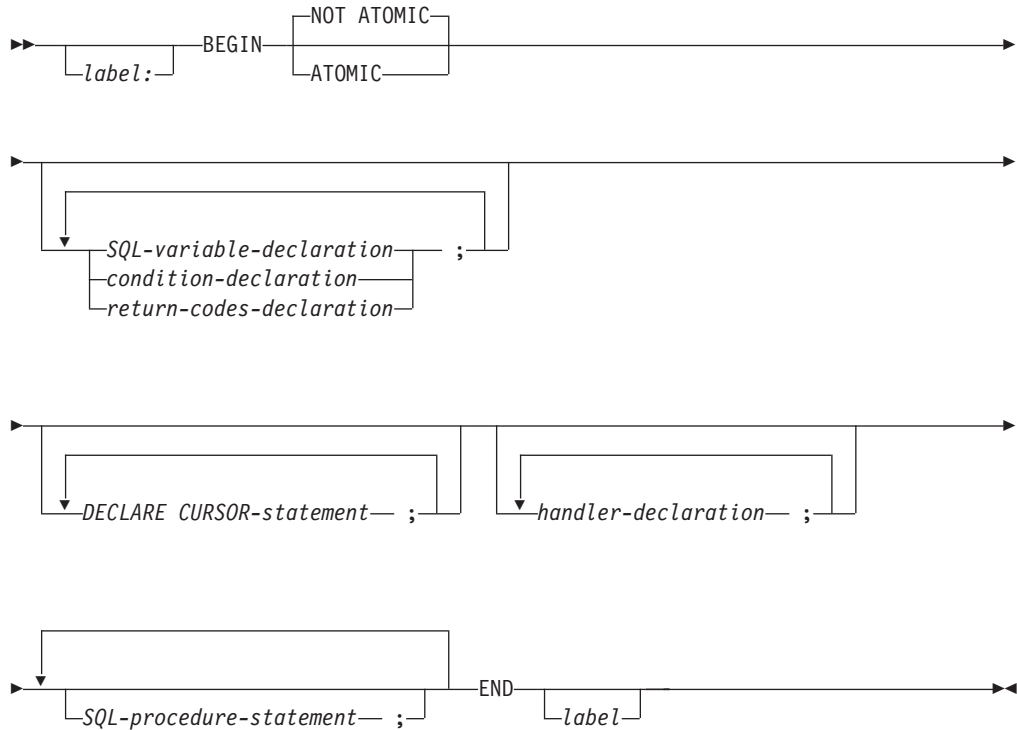 NOT ATOMIC
BEGIN
label:
ATOMIC
SQL-variable-declaration ;
condition-declaration
return-codes-declaration
DECLARE CURSOR-statement ; handler-declaration ;
END
SQL-procedure-statement ; label